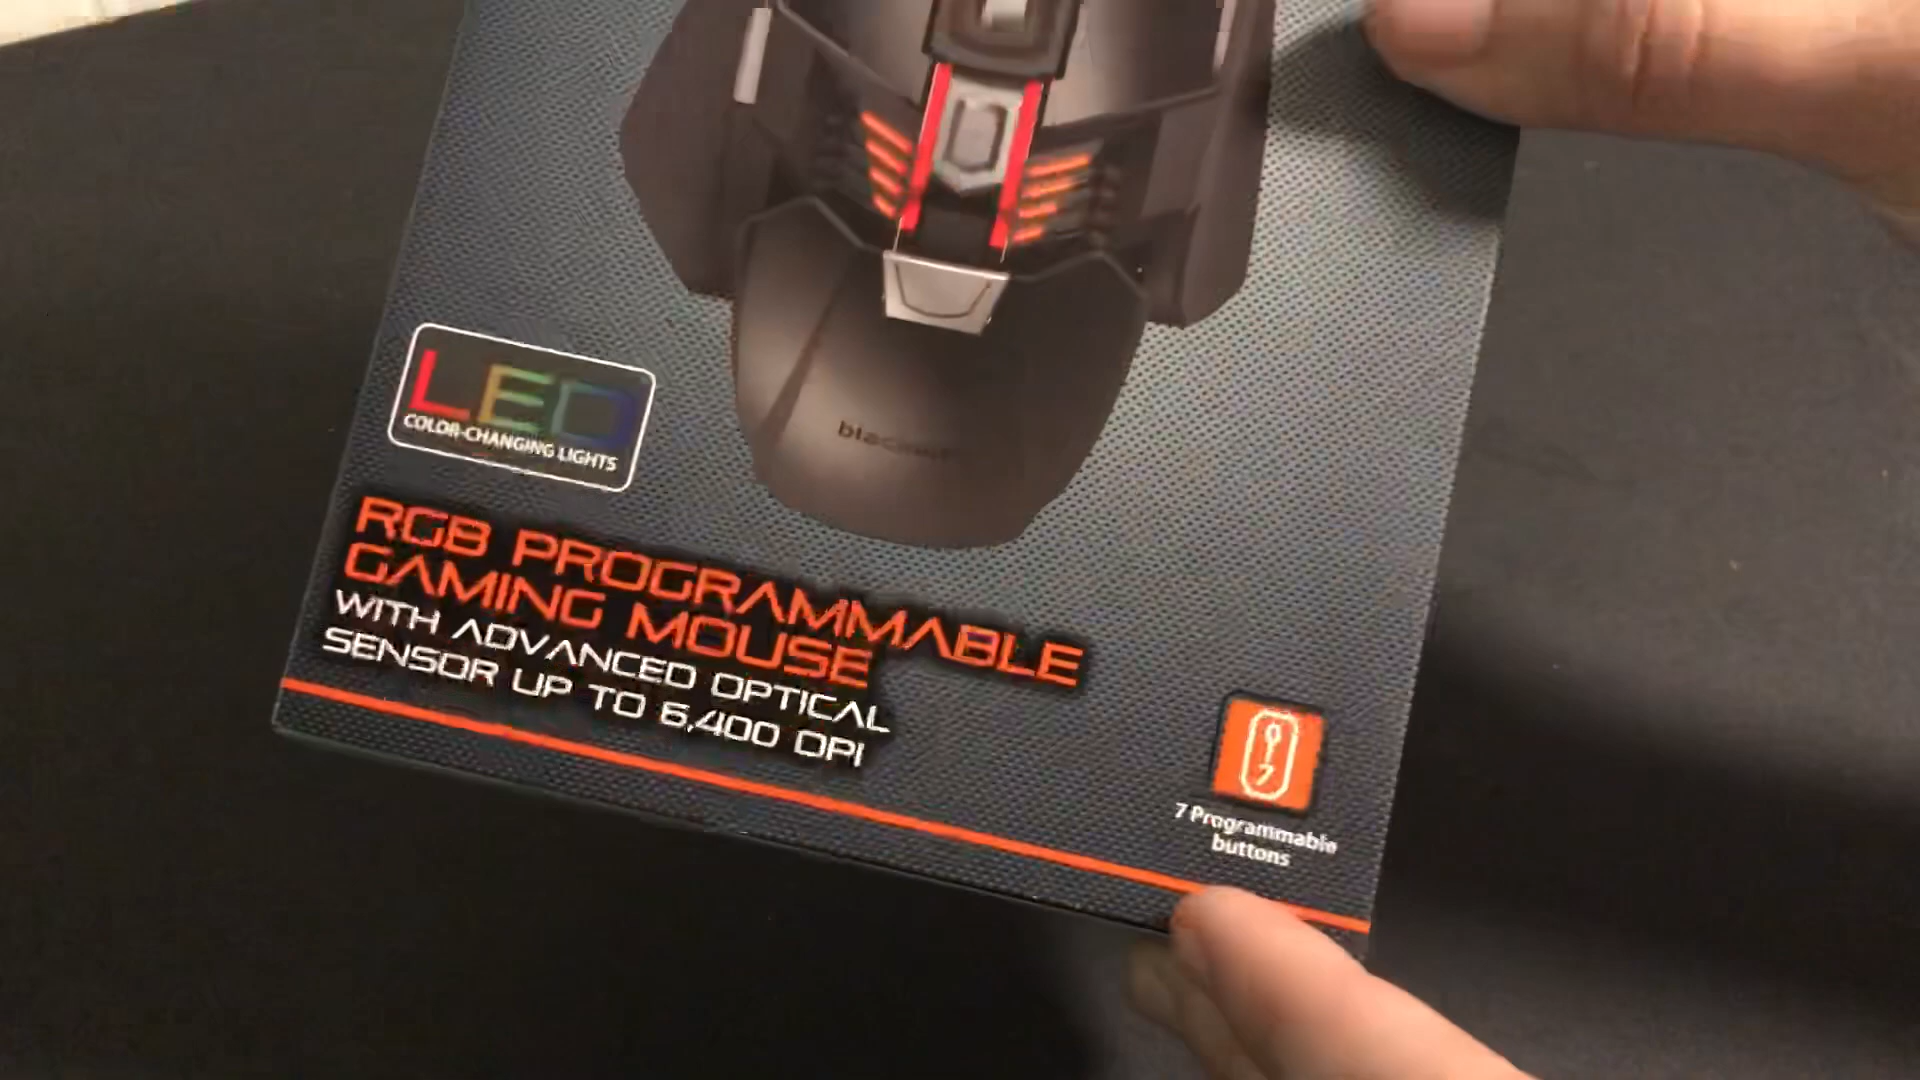 LED
COLOR-CHANGING LIGHTS
RGB PROGRAMMABLE
GAMING MOUSE
WITH ADVANCED OPTICAL
SENSOR UP TO 6,400 DPI
7
7 Programmable
buttons